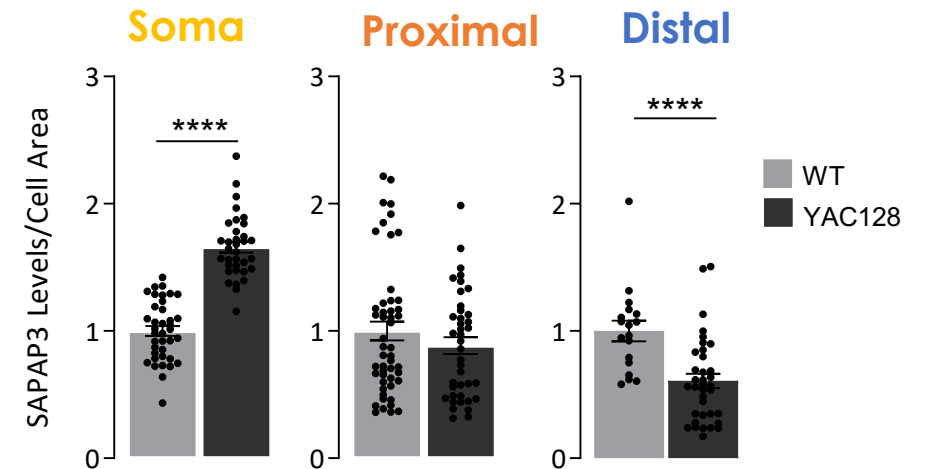 Soma
Proximal
Distal
SAPAP3 Levels/Cell Area
3
2
1
0
****
3
2
1
0
3
2
1
0
****
WT
YAC128